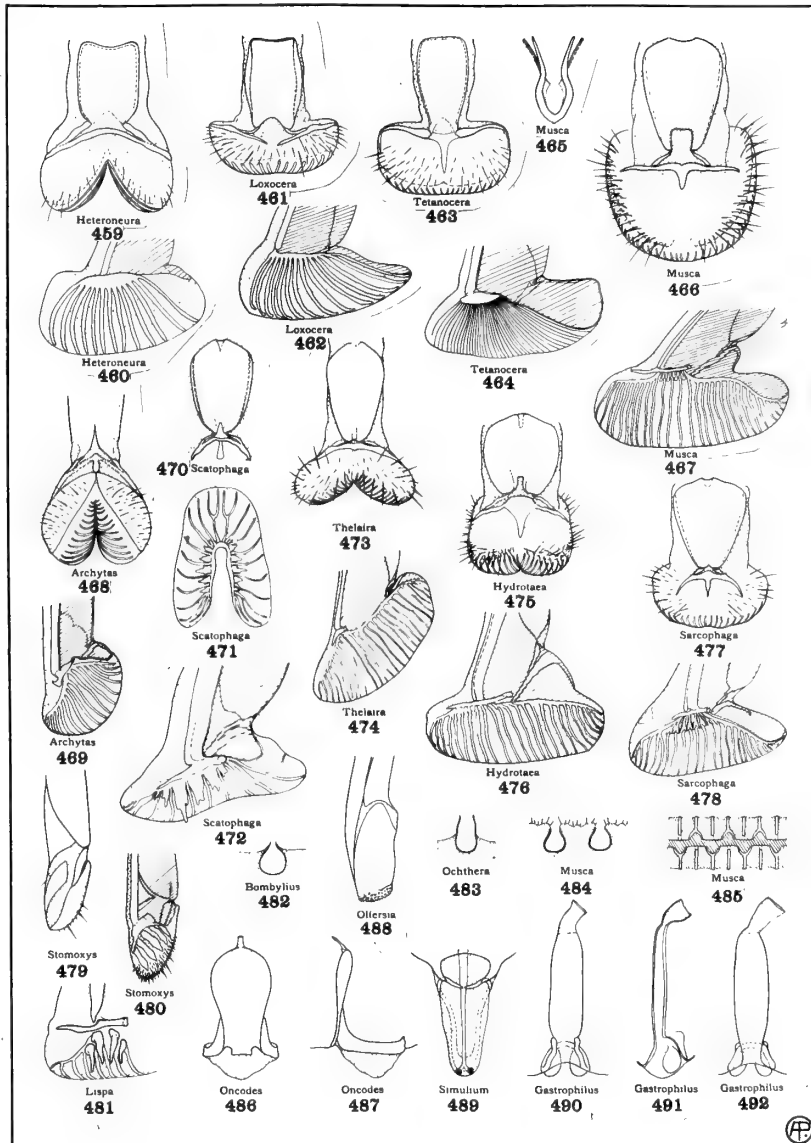 Heteroneura
459
Loxocera
461
Tetanocera
463
Musca
465
Musca
466
Heteroneura
460
Loxocera
462
Tetanocera
464
Musca
467
Archytas
468
470 Scatophaga
Scatophaga
471
Thelaira
473
Hydrotaea
475
Sarcophaga
477
Archytas
469
Scatophaga
472
Thelaira
474
Hydrotaea
476
Sarcophaga
478
Stomoxys
479
Stomoxys
480
Bombylius
482
Olfersia
488
Ochthera
483
Musca
484
Musca
485
Lispa
481
Oncodes
486
Oncodes
487
Simulium
489
Gastrophilus
490
Gastrophilus
491
Gastrophilus
492